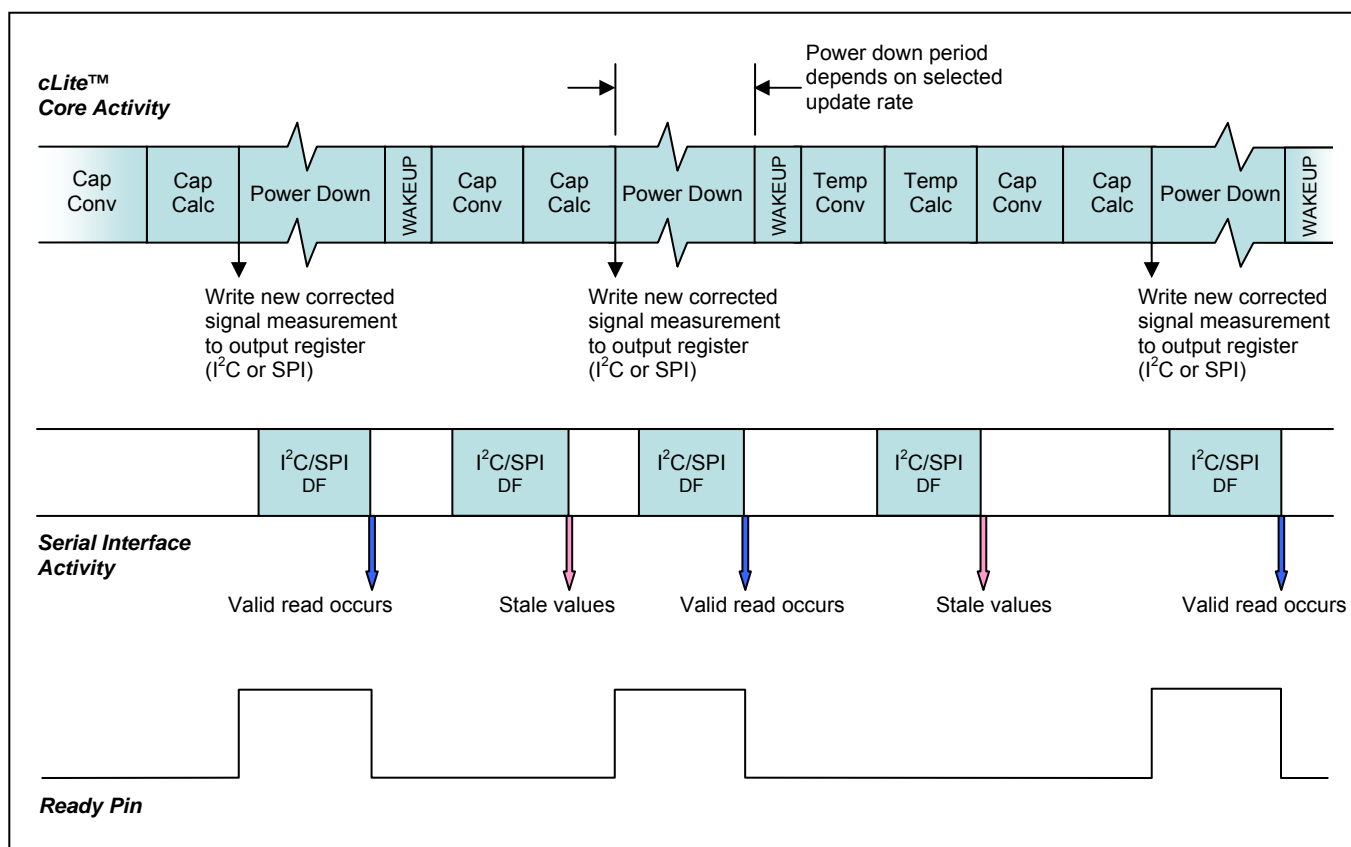 cLite™
Core Activity
Power down period
depends on selected
update rate
Cap
Conv
Cap
Calc
Power Down
WAKEUP
Cap
Conv
Cap
Calc
Power Down
WAKEUP
Temp
Conv
Temp
Calc
Cap
Conv
Cap
Calc
Power Down
WAKEUP
Write new corrected
signal measurement
to output register
(I²C or SPI)
Write new corrected
signal measurement
to output register
(I²C or SPI)
Write new corrected
signal measurement
to output register
(I²C or SPI)
I²C/SPI
DF
I²C/SPI
DF
I²C/SPI
DF
I²C/SPI
DF
I²C/SPI
DF
Serial Interface
Activity
Valid read occurs
Stale values
Valid read occurs
Stale values
Valid read occurs
Ready Pin